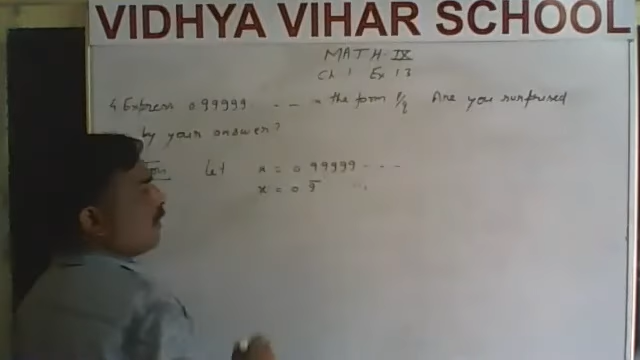 VIDHYA VIHAR SCHOOL
MATH-IX
Ch 1 Ex 1.3
4 Express 0.99999 . . . . in the form P/q Are you surprised
by your answer?
Let x = 0.99999 - - - -
x = 0.9̅